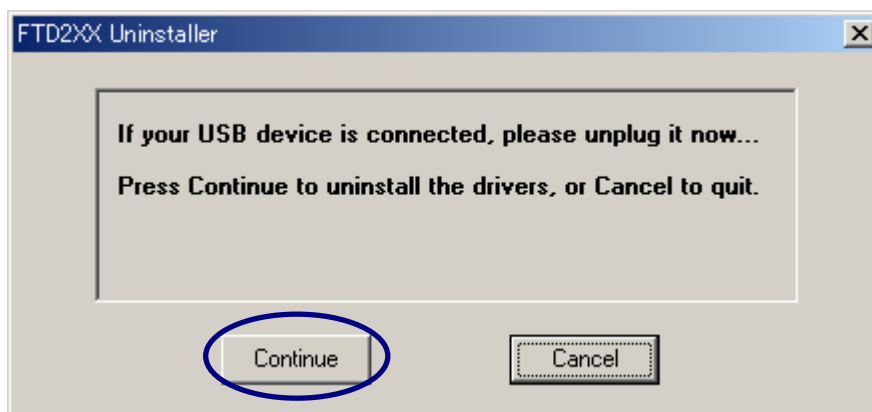 FTD2XX Uninstaller
If your USB device is connected, please unplug it now...
Press Continue to uninstall the drivers, or Cancel to quit.
Continue
Cancel